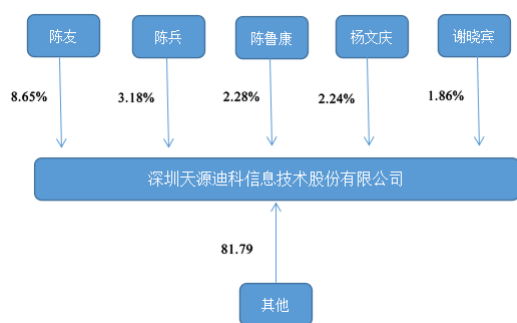 陈友
陈兵
陈鲁康
杨文庆
谢晓宾
8.65%
3.18%
2.28%
2.24%
1.86%
深圳天源迪科信息技术股份有限公司
81.79
其他